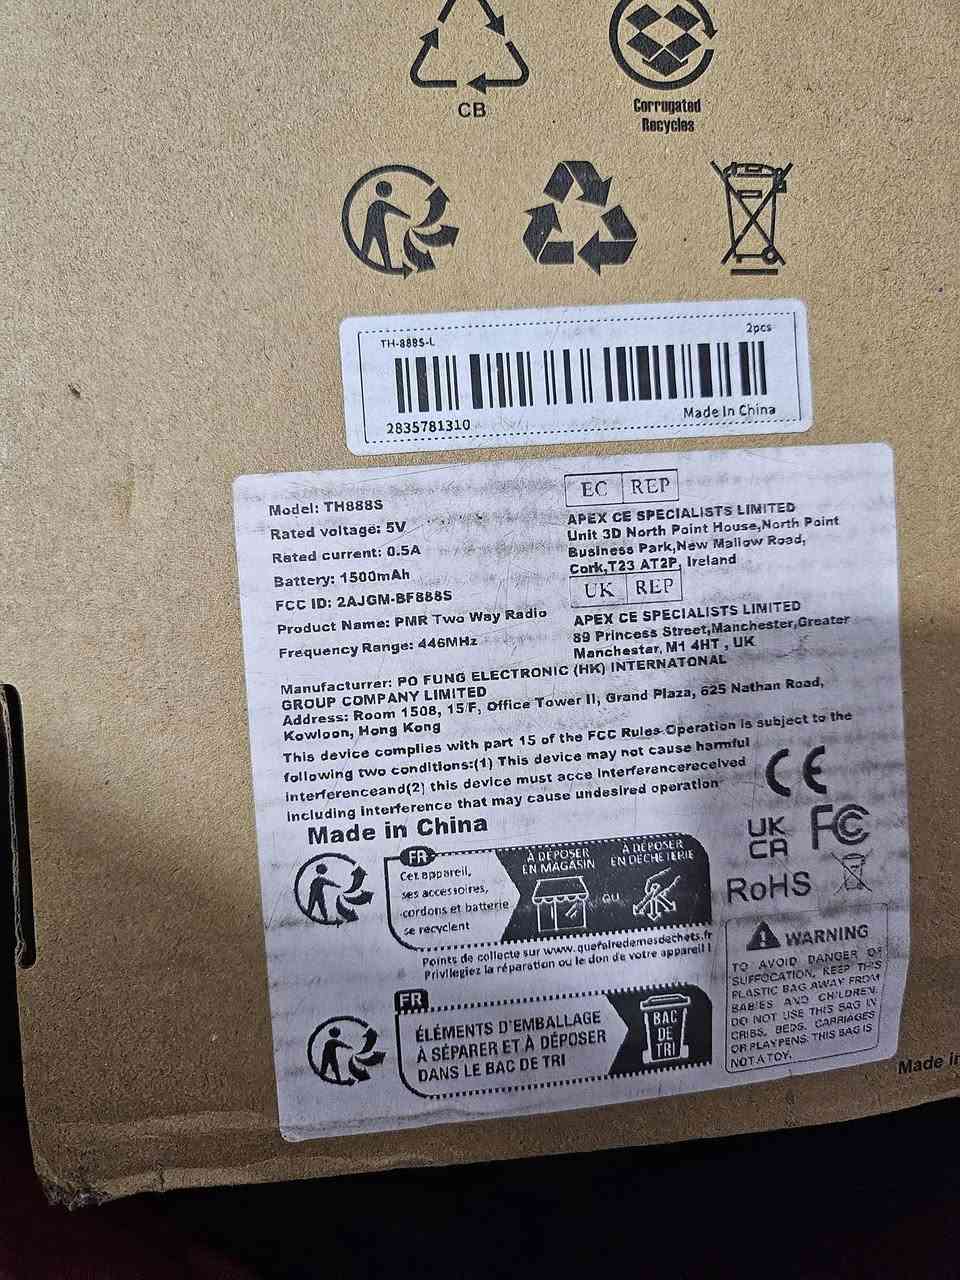 CB
Corrugated
Recycles
TH-888S-L
2pcs
2835781310
Made In China
Model: TH888S
Rated voltage: 5V
Rated current: 0.5A
Battery: 1500mAh
FCC ID: 2AJGM-BF888S
Product Name: PMR Two Way Radio
Frequency Range: 446MHz
EC REP
APEX CE SPECIALISTS LIMITED
Unit 3D North Point House,North Point
Business Park,New Mallow Road,
Cork,T23 AT2P, Ireland
UK REP
APEX CE SPECIALISTS LIMITED
89 Princess Street,Manchester,Greater
Manchester, M1 4HT , UK
Manufacturrer: PO FUNG ELECTRONIC (HK) INTERNATONAL
GROUP COMPANY LIMITED
Address: Room 1508, 15/F, Office Tower II, Grand Plaza, 625 Nathan Road,
Kowloon, Hong Kong
This device complies with part 15 of the FCC Rules Operation is subject to the
following two conditions:(1) This device may not cause harmful
interferenceand(2) this device must acce interferencereceived
including interference that may cause undesired operation
Made in China
CE
UK
CA
FC
RoHS
FR
Cet appareil,
ses accessoires,
cordons et batterie
se recyclent
À DÉPOSER
EN MAGASIN
OU
À DÉPOSER
EN DÉCHÈTERIE
Points de collecte sur www.quefairedemesdechets.fr
Privilégiez la réparation ou le don de votre appareil !
FR
ÉLÉMENTS D'EMBALLAGE
À SÉPARER ET À DÉPOSER
DANS LE BAC DE TRI
BAC
DE
TRI
WARNING
TO AVOID DANGER OF
SUFFOCATION, KEEP THIS
PLASTIC BAG AWAY FROM
BABIES AND CHILDREN.
DO NOT USE THIS BAG IN
CRIBS, BEDS, CARRIAGES
OR PLAYPENS. THIS BAG IS
NOT A TOY.
Made in